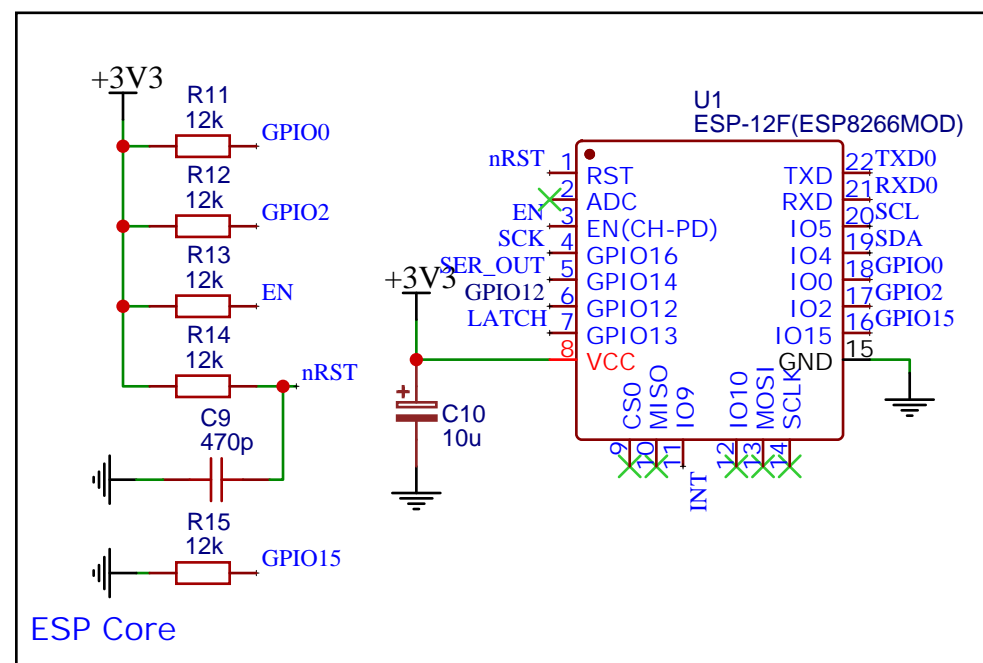 +3V3
R11
12k
GPIO0
R12
12k
GPIO2
R13
12k
EN
R14
12k
nRST
C9
470p
R15
12k
GPIO15
ESP Core
+3V3
C10
10u
U1
ESP-12F(ESP8266MOD)
nRST 1 RST
2 ADC
EN 3 EN(CH-PD)
SCK 4 GPIO16
SER_OUT 5 GPIO14
GPIO12 6 GPIO12
LATCH 7 GPIO13
8 VCC
TXD 22 TXD0
RXD 21 RXD0
IO5 20 SCL
IO4 19 SDA
IO0 18 GPIO0
IO2 17 GPIO2
IO15 16 GPIO15
GND 15
CS0 9
MISO 10
IO9 11 INT
IO10 12
MOSI 13
SCLK 14